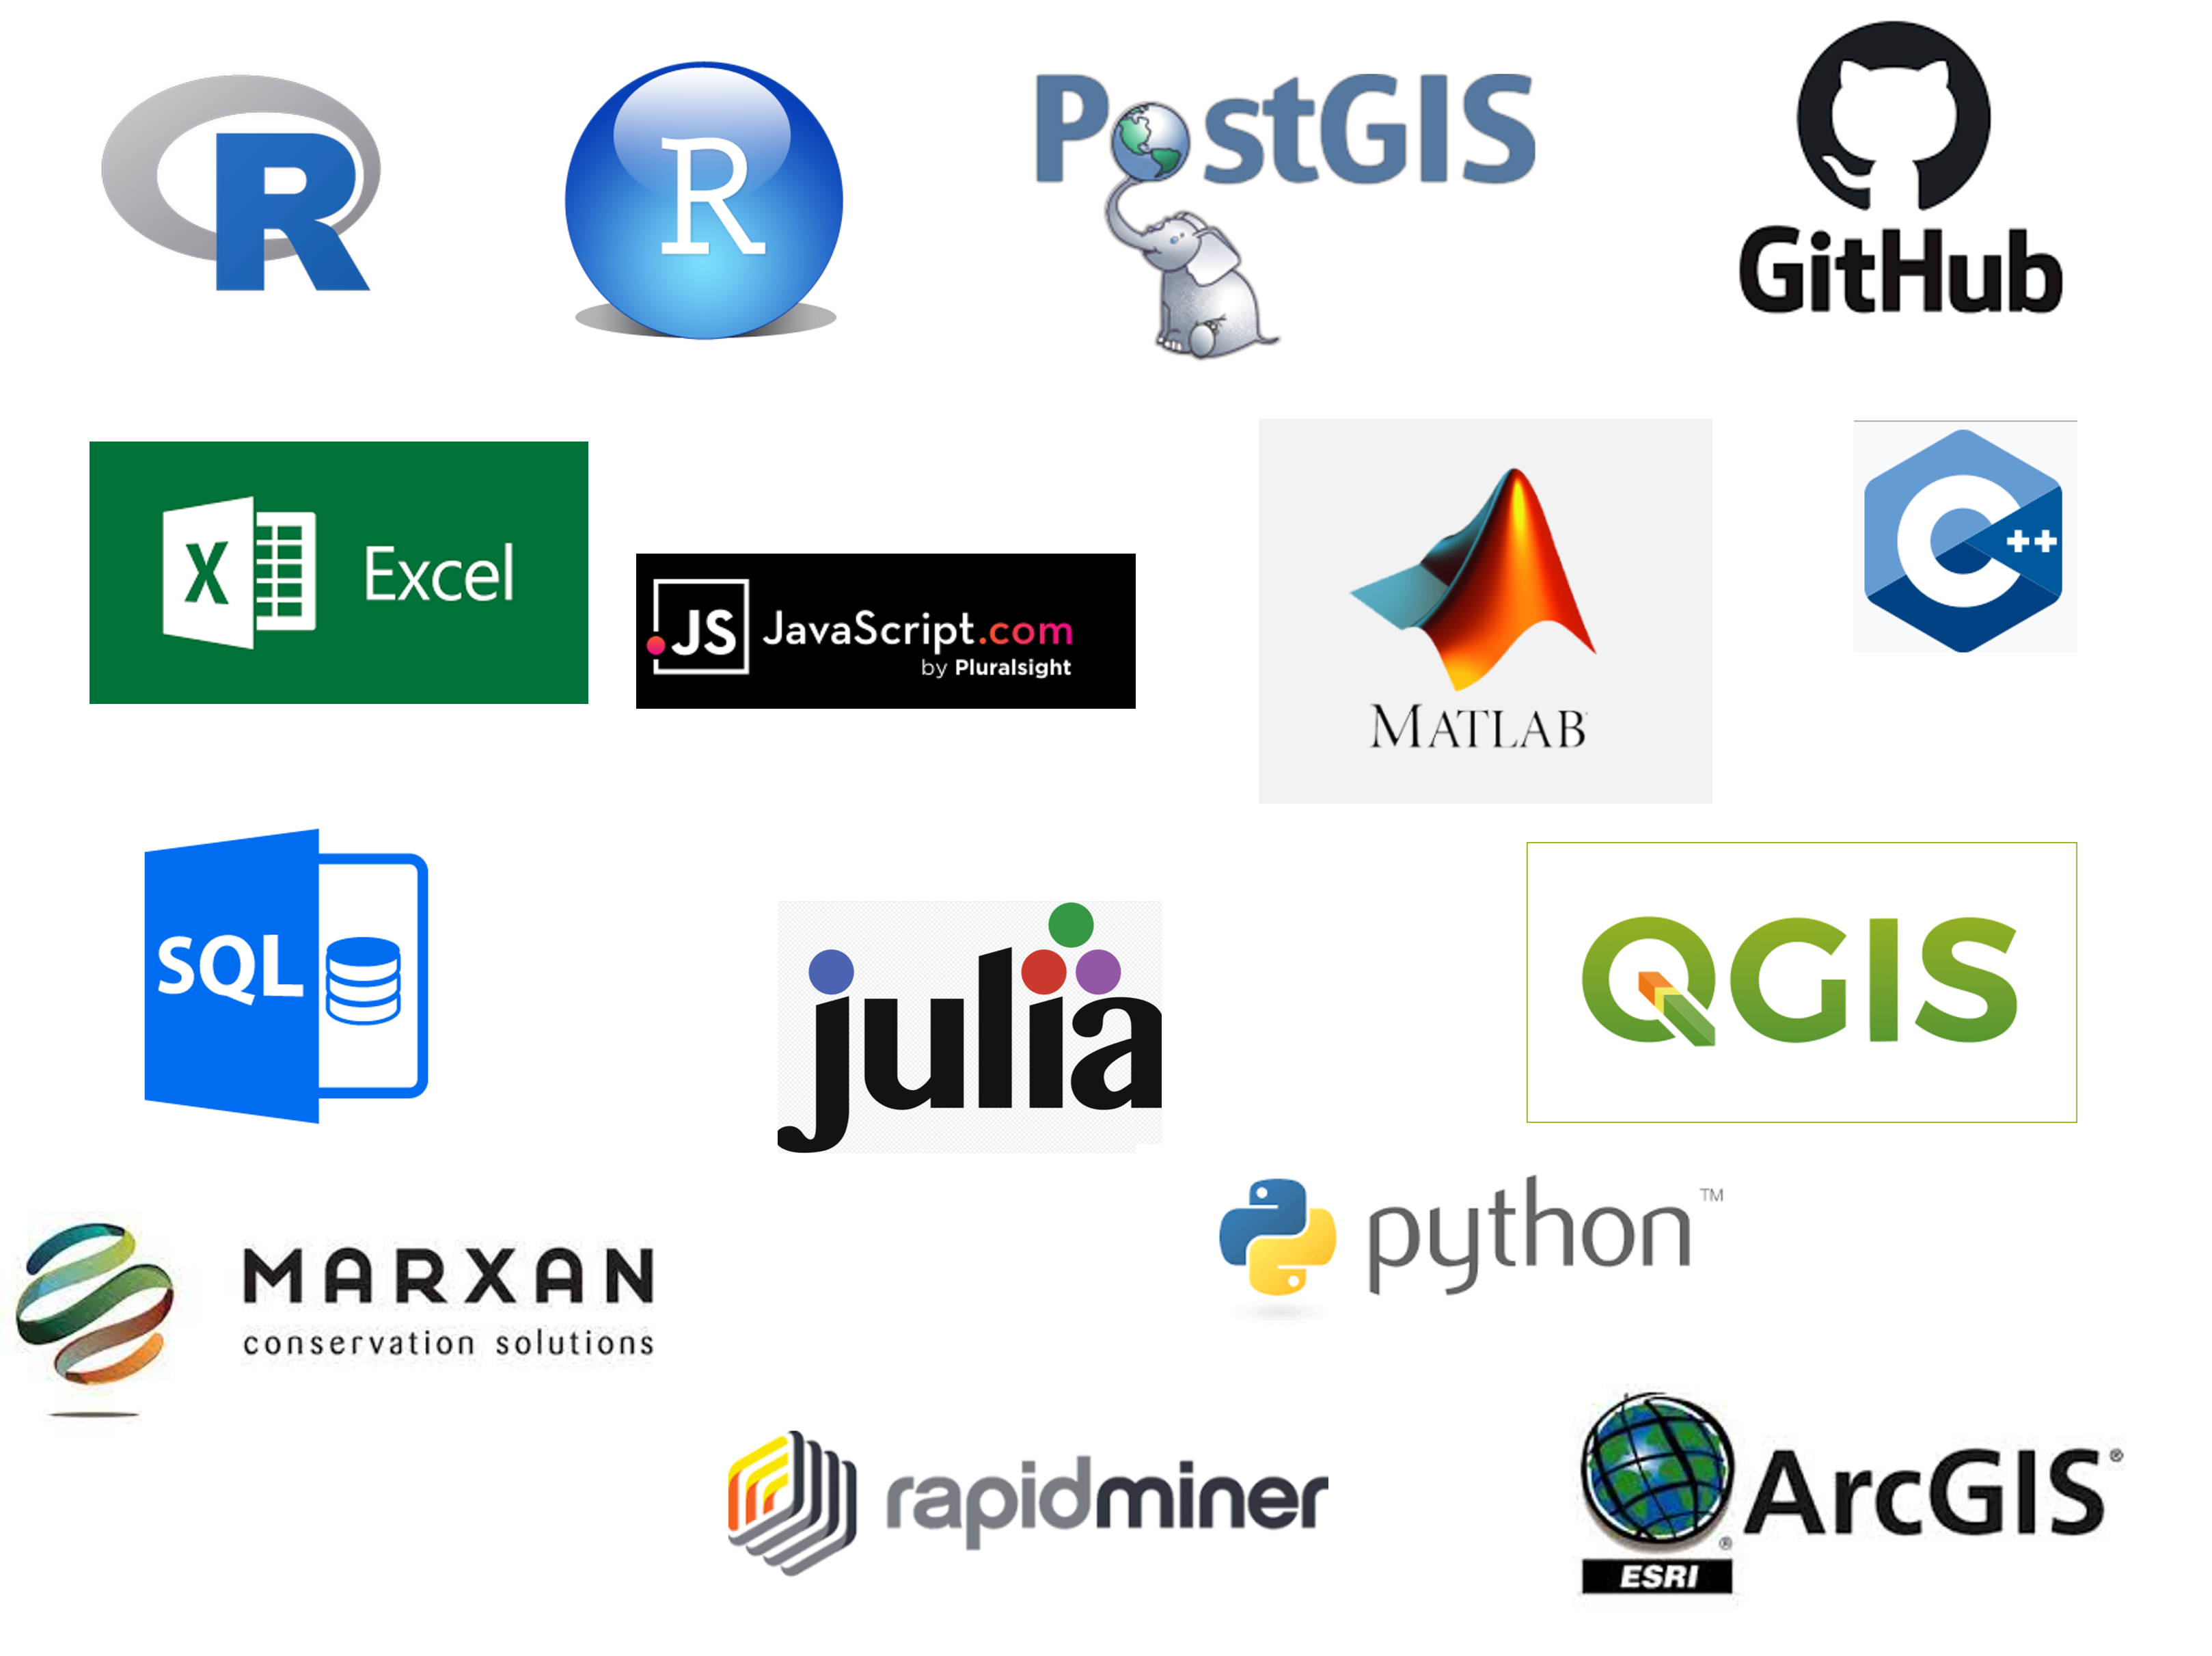 R
R
PostGIS
GitHub
X Excel
JS JavaScript.com
by Pluralsight
MATLAB
C++
SQL
julia
QGIS
python™
MARXAN
conservation solutions
rapidminer
ArcGIS®
®
ESRI